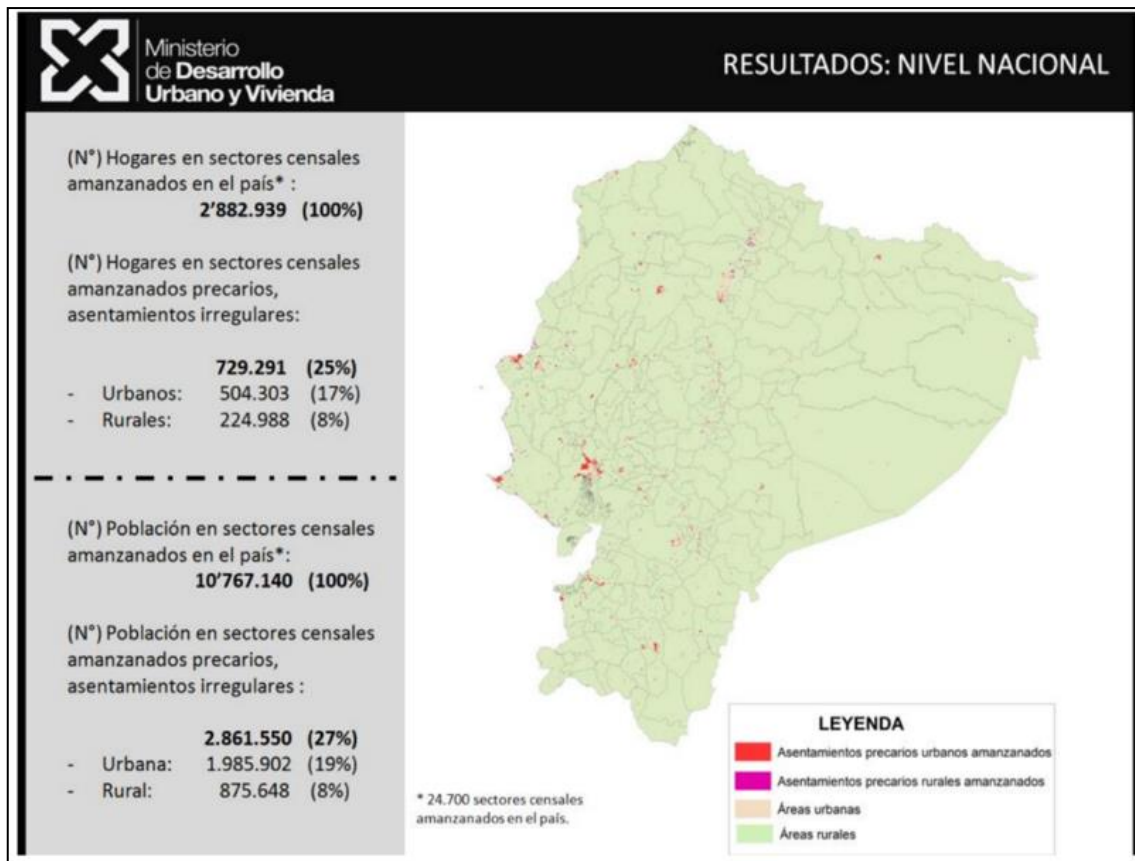 Ministerio
de Desarrollo
Urbano y Vivienda
RESULTADOS: NIVEL NACIONAL
(N°) Hogares en sectores censales
amanzanados en el país* :
2'882.939 (100%)
(N°) Hogares en sectores censales
amanzanados precarios,
asentamientos irregulares:
729.291 (25%)
- Urbanos: 504.303 (17%)
- Rurales: 224.988 (8%)
(N°) Población en sectores censales
amanzanados en el país*:
10'767.140 (100%)
(N°) Población en sectores censales
amanzanados precarios,
asentamientos irregulares :
2.861.550 (27%)
- Urbana: 1.985.902 (19%)
- Rural: 875.648 (8%)
* 24.700 sectores censales
amanzanados en el país.
LEYENDA
Asentamientos precarios urbanos amanzanados
Asentamientos precarios rurales amanzanados
Áreas urbanas
Áreas rurales